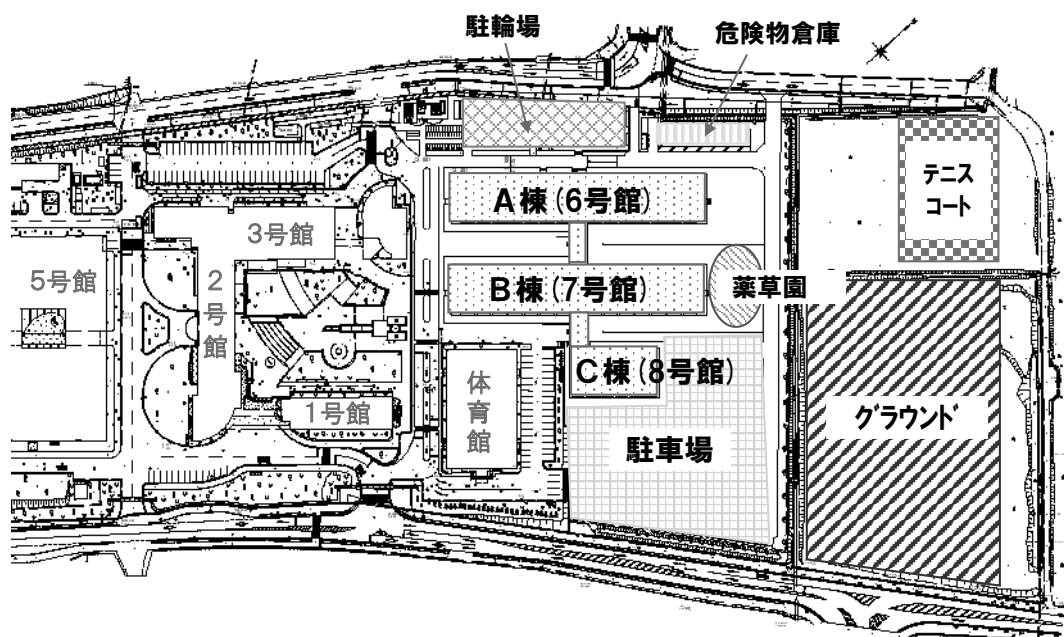 駐輪場
危険物倉庫
テニス
コート
A棟(6号館)
3号館
5号館
2号館
B棟(7号館)
薬草園
C棟(8号館)
体育館
1号館
グラウンド
駐車場